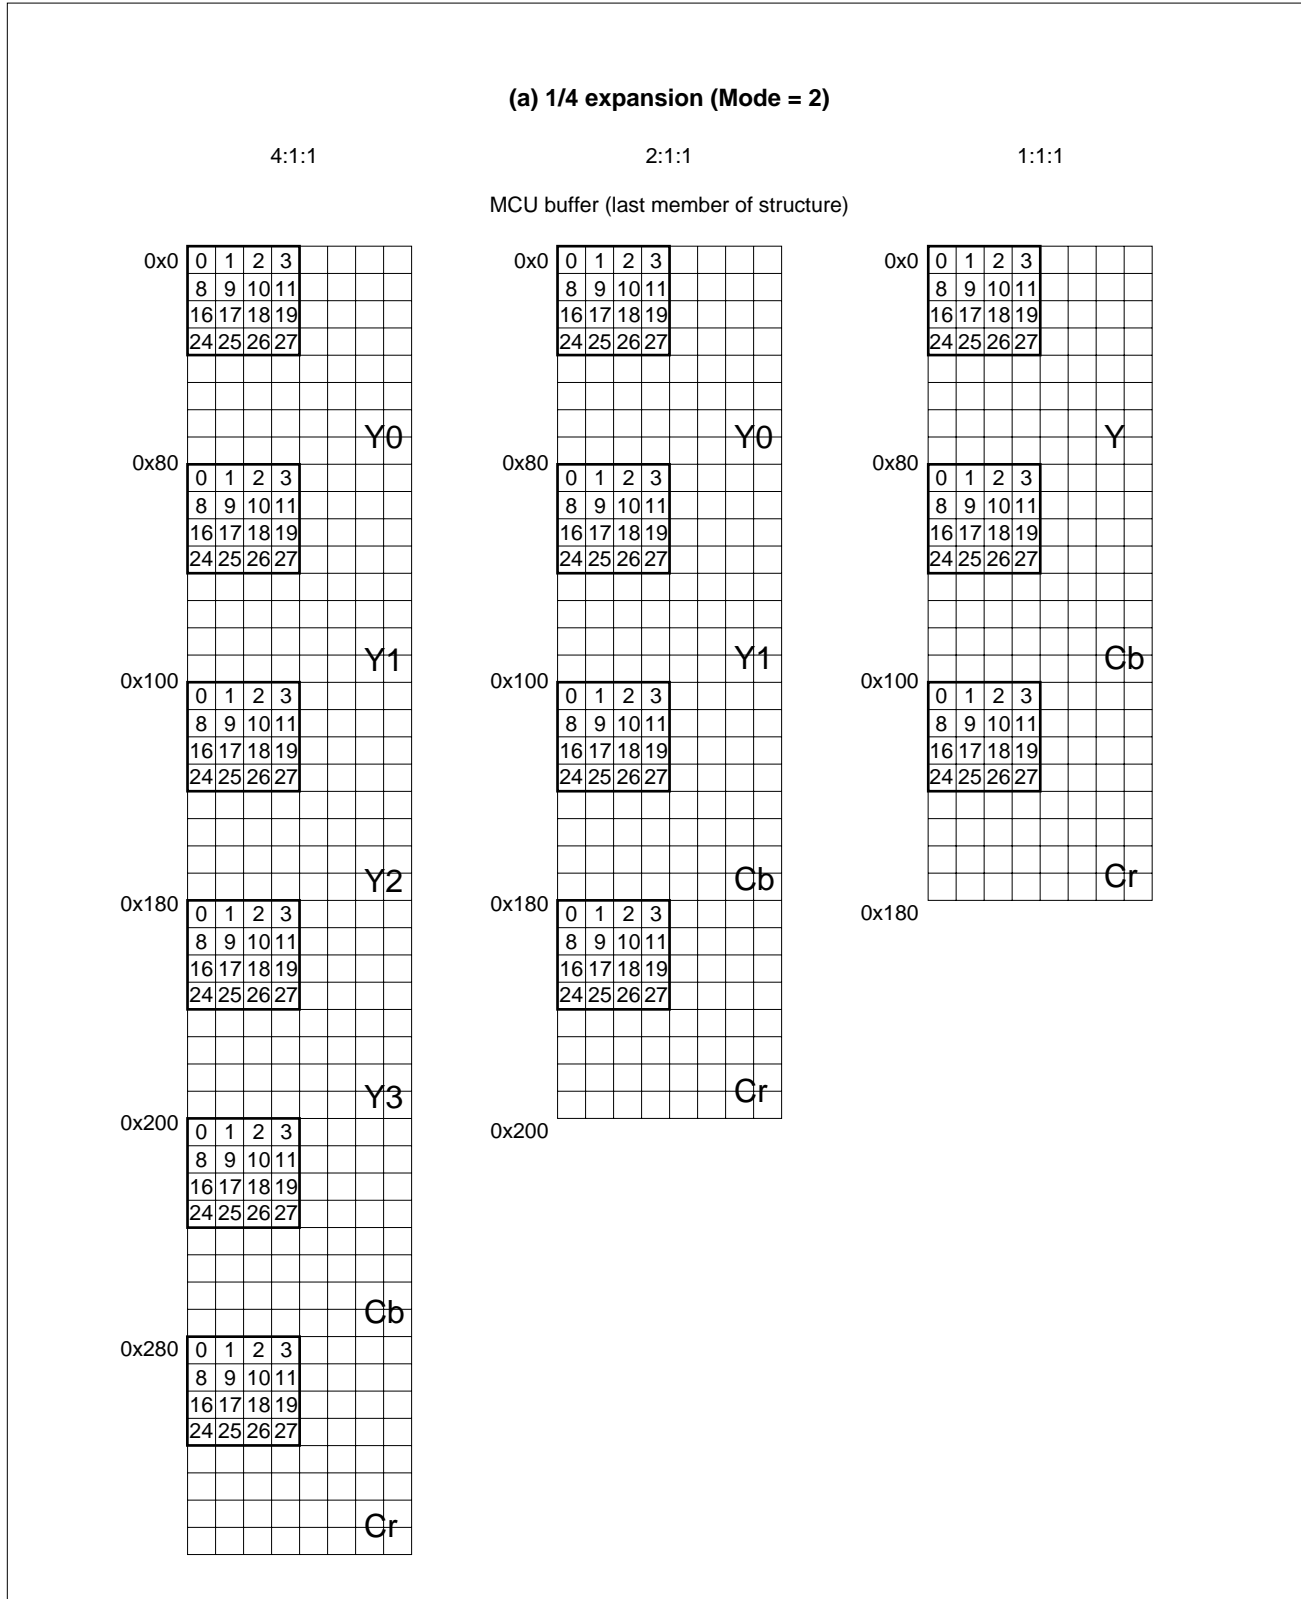 (a) 1/4 expansion (Mode = 2)
4:1:1 2:1:1 1:1:1
MCU buffer (last member of structure)
0x0 0 1 2 3 0x0 0 1 2 3 0x0 0 1 2 3
8 9 10 11 8 9 10 11 8 9 10 11
16 17 18 19 16 17 18 19 16 17 18 19
24 25 26 27 24 25 26 27 24 25 26 27
Y0 Y0 Y
0x80 0 1 2 3 0x80 0 1 2 3 0x80 0 1 2 3
8 9 10 11 8 9 10 11 8 9 10 11
16 17 18 19 16 17 18 19 16 17 18 19
24 25 26 27 24 25 26 27 24 25 26 27
Y1 Y1 Cb
0x100 0 1 2 3 0x100 0 1 2 3 0x100 0 1 2 3
8 9 10 11 8 9 10 11 8 9 10 11
16 17 18 19 16 17 18 19 16 17 18 19
24 25 26 27 24 25 26 27 24 25 26 27
Y2 Cb Cr
0x180 0 1 2 3 0x180 0 1 2 3 0x180
8 9 10 11 8 9 10 11
16 17 18 19 16 17 18 19
24 25 26 27 24 25 26 27
Y3 Cr
0x200 0 1 2 3 0x200
8 9 10 11
16 17 18 19
24 25 26 27
Cb
0x280 0 1 2 3
8 9 10 11
16 17 18 19
24 25 26 27
Cr